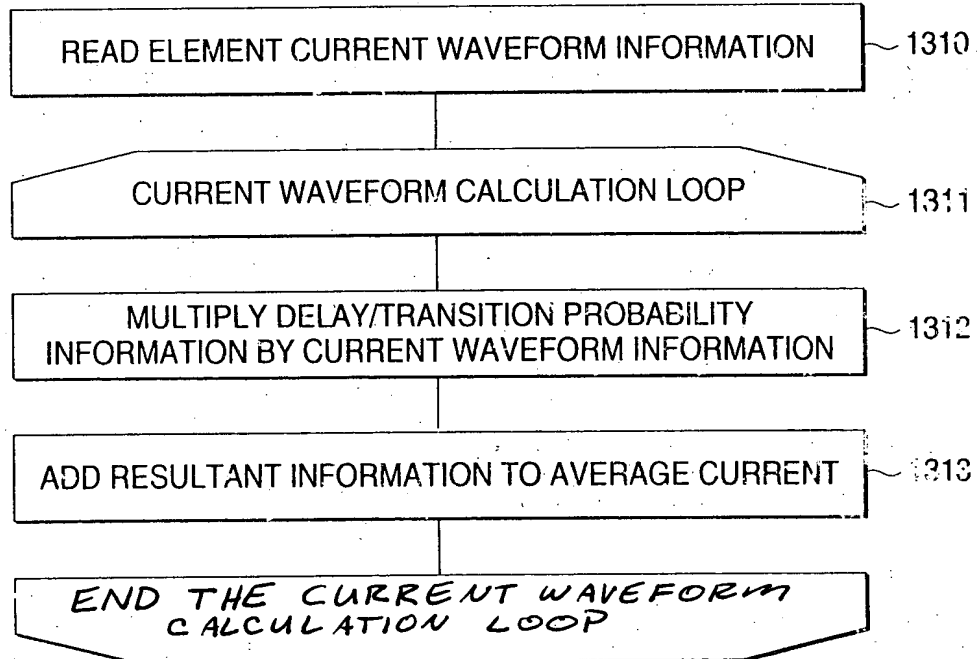 READ ELEMENT CURRENT WAVEFORM INFORMATION
1310
CURRENT WAVEFORM CALCULATION LOOP
1311
MULTIPLY DELAY/TRANSITION PROBABILITY
INFORMATION BY CURRENT WAVEFORM INFORMATION
1312
ADD RESULTANT INFORMATION TO AVERAGE CURRENT
1313
END THE CURRENT WAVEFORM
CALCULATION LOOP